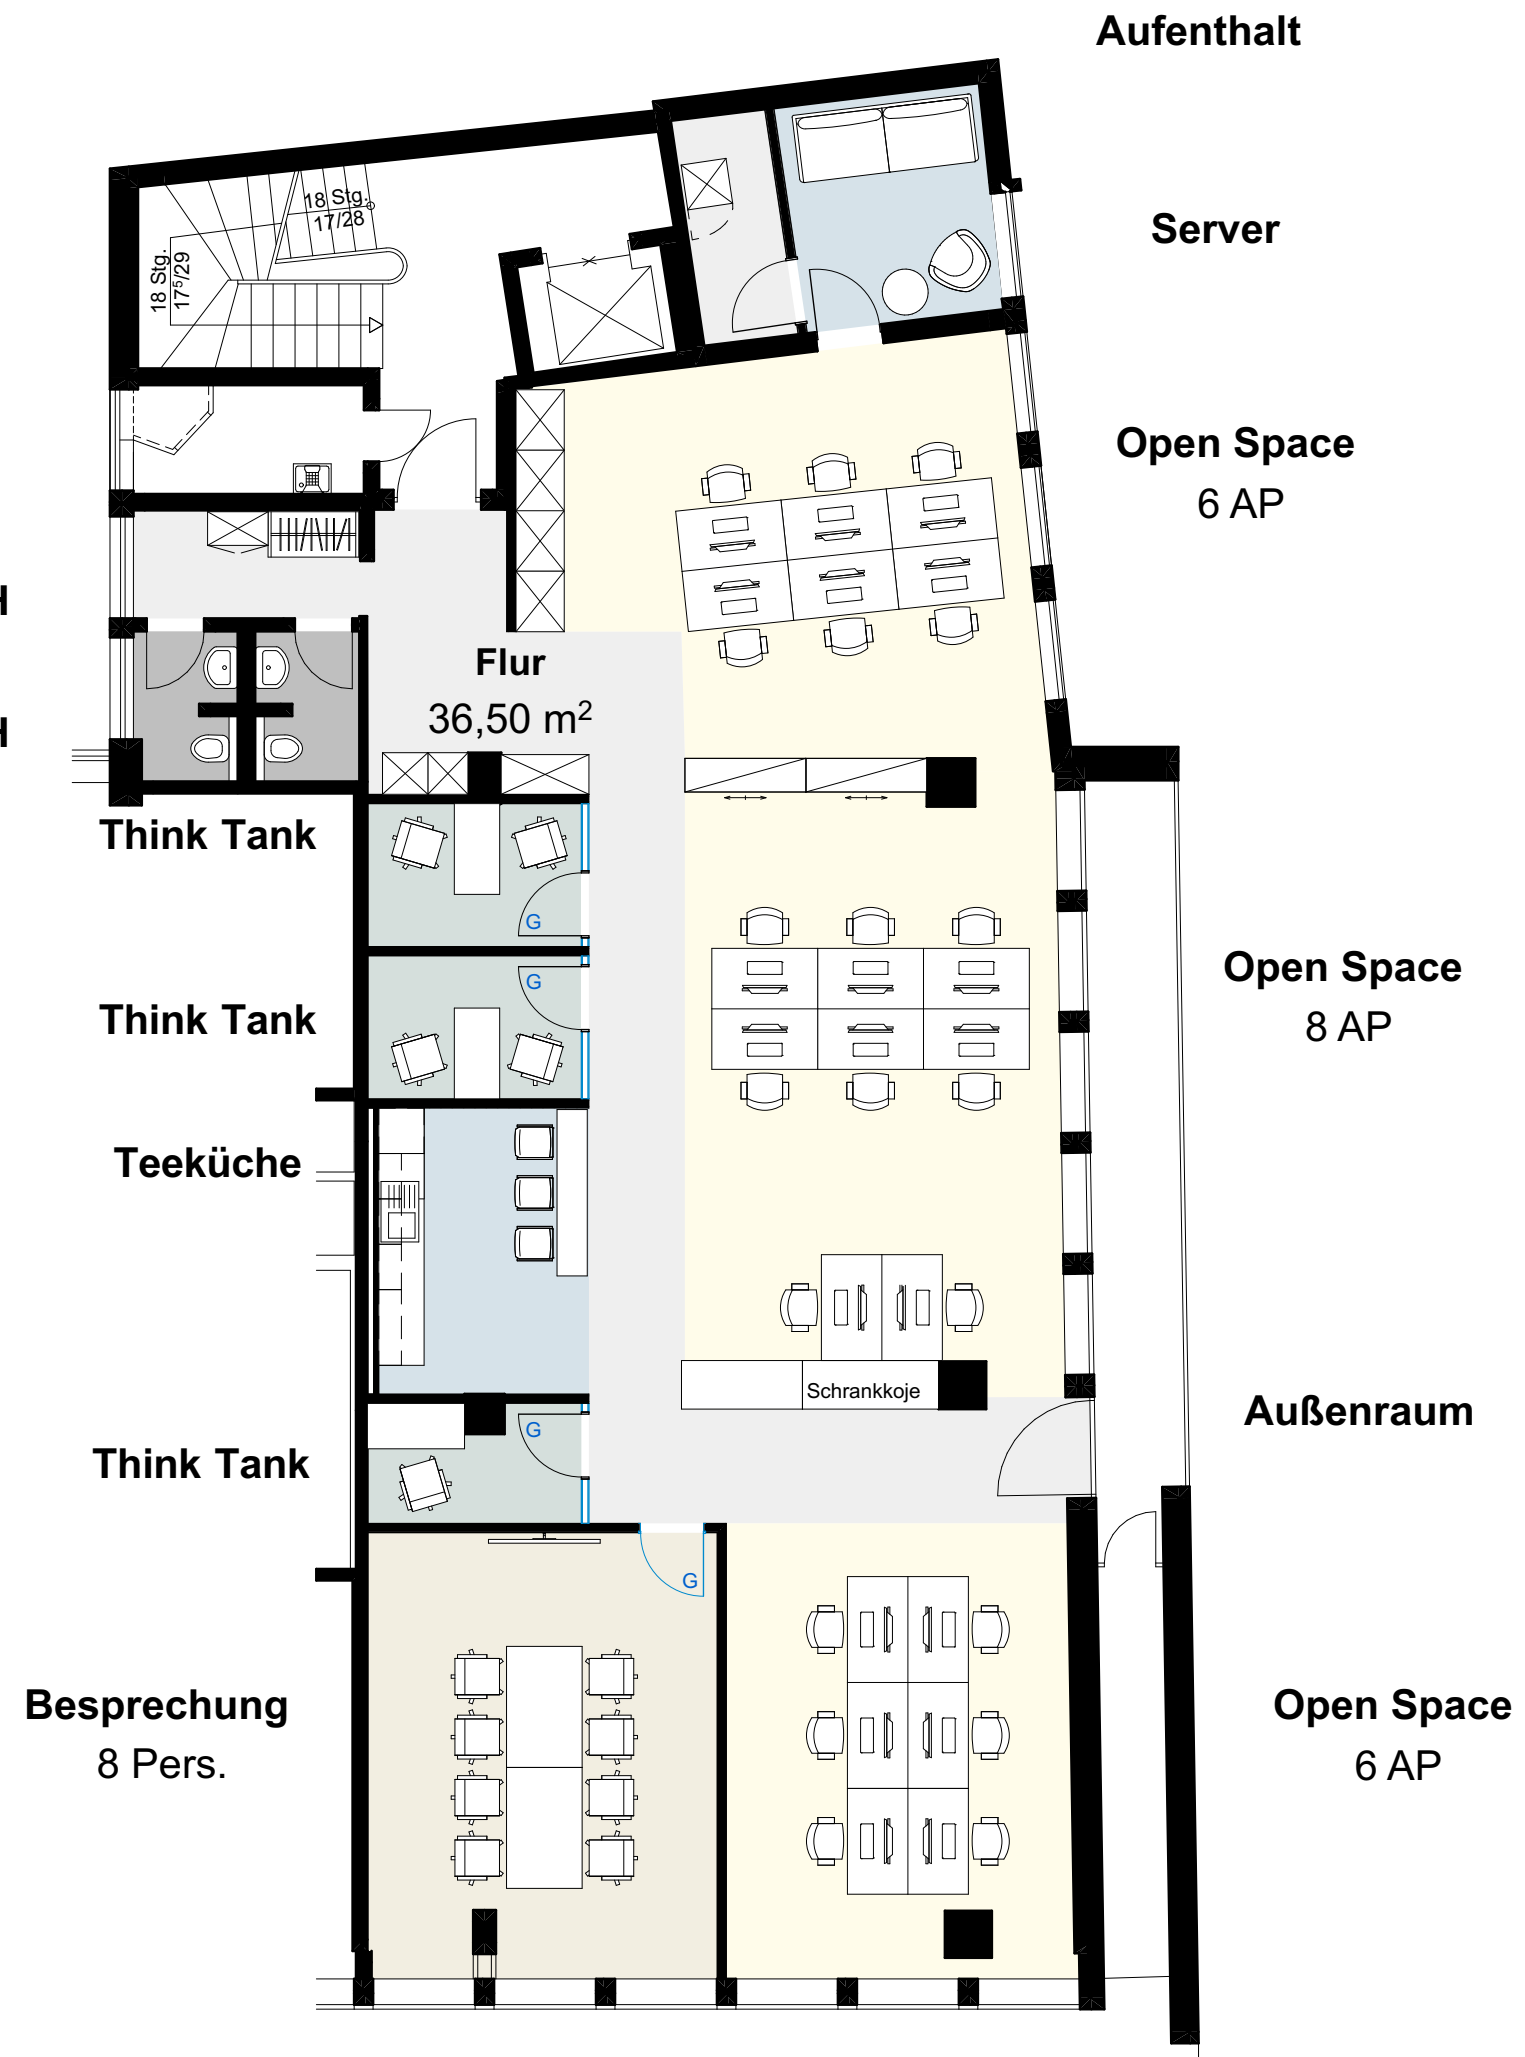 Aufenthalt
18 Stg.
17/28
Server
18 Stg.
17⁵/29
Open Space
6 AP
Flur
36,50 m²
Think Tank
G
Open Space
8 AP
G
Think Tank
Teeküche
Schrankkoje
Außenraum
G
Think Tank
G
Besprechung
8 Pers.
Open Space
6 AP